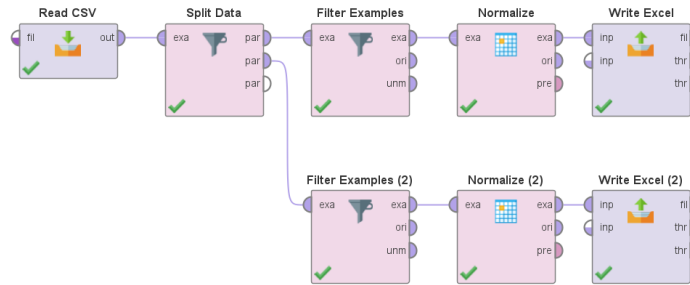 Read CSV Split Data Filter Examples Normalize Write Excel
fil out exa par exa exa exa exa inp fil
par ori ori inp thr
par unm pre thr
Filter Examples (2) Normalize (2) Write Excel (2)
exa exa exa exa inp fil
ori ori inp thr
unm pre thr